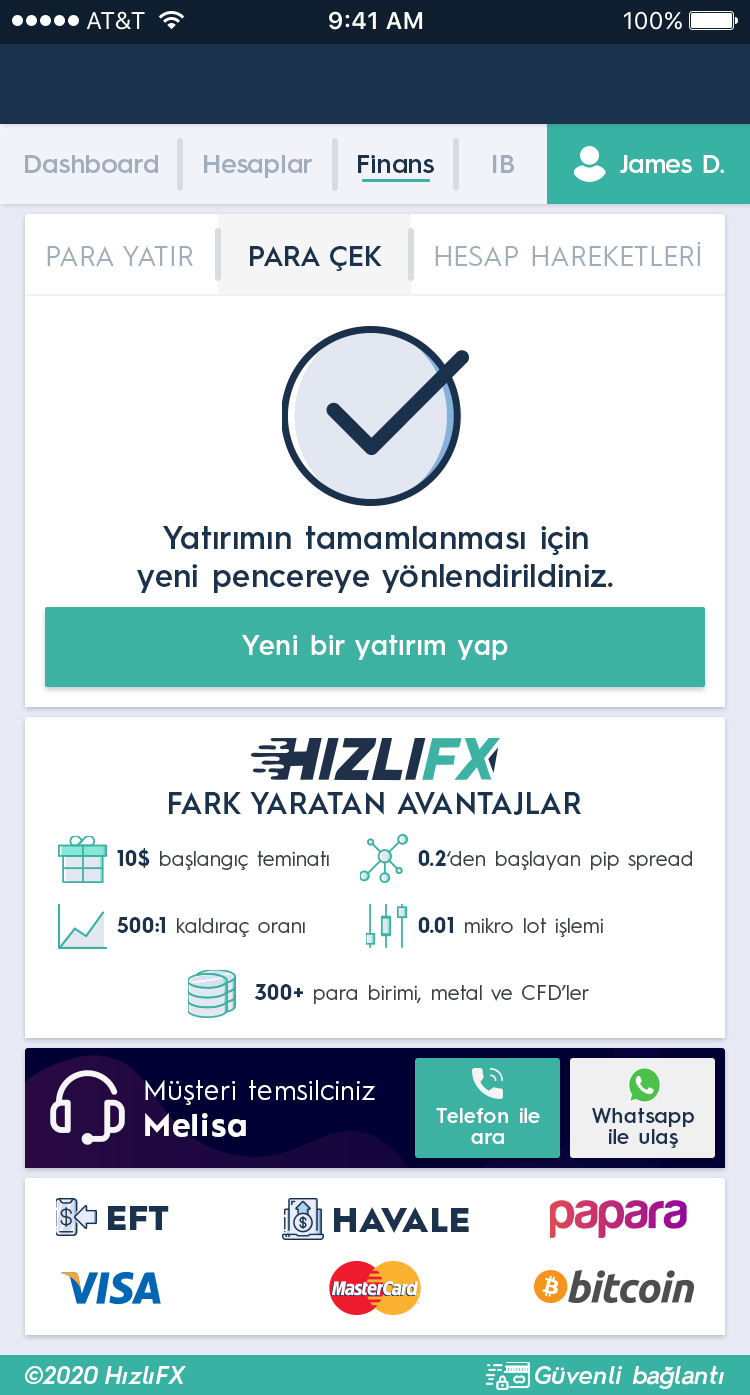 AT&T 9:41 AM 100%
Dashboard Hesaplar Finans IB James D.
PARA YATIR PARA ÇEK HESAP HAREKETLERİ
Yatırımın tamamlanması için
yeni pencereye yönlendirildiniz.
Yeni bir yatırım yap
HIZLIFX
FARK YARATAN AVANTAJLAR
10$ başlangıç teminatı 0.2'den başlayan pip spread
500:1 kaldıraç oranı 0.01 mikro lot işlemi
300+ para birimi, metal ve CFD'ler
Müşteri temsilciniz
Melisa
Telefon ile
ara
Whatsapp
ile ulaş
EFT HAVALE papara
VISA MasterCard bitcoin
©2020 HızlıFX Güvenli bağlantı